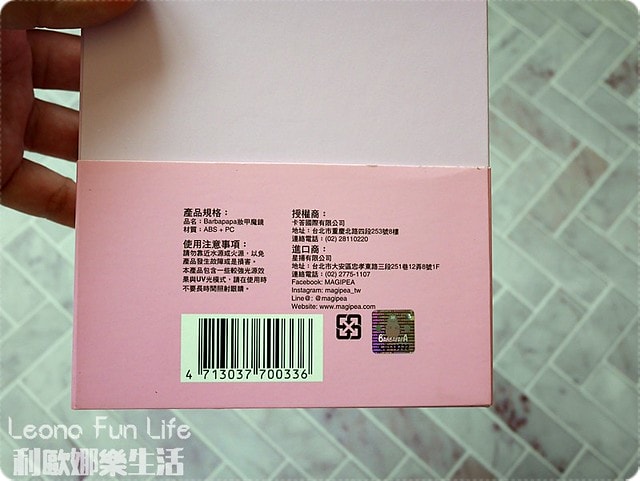 產品規格：
品名：Barbapapa妝甲魔鏡
材質：ABS + PC
使用注意事項：
請勿靠近水源或火源，以免
產品發生故障或是損害。
本產品包含一些較強光源效
果與UV光模式，請在使用時
不要長時間照射眼睛。
授權商：
卡答國際有限公司
地址：台北市重慶北路四段253號8樓
連絡電話：(02) 28110220
進口商：
星揚有限公司
地址：台北市大安區忠孝東路三段251巷12弄8號1F
連絡電話：(02) 2775-1107
Facebook: MAGIPEA
Instagram: magipea_tw
Line@: @magipea
Website: www.magipea.com
4 713037 700336
BARBAPAPA
Leona Fun Life
利歐娜樂生活